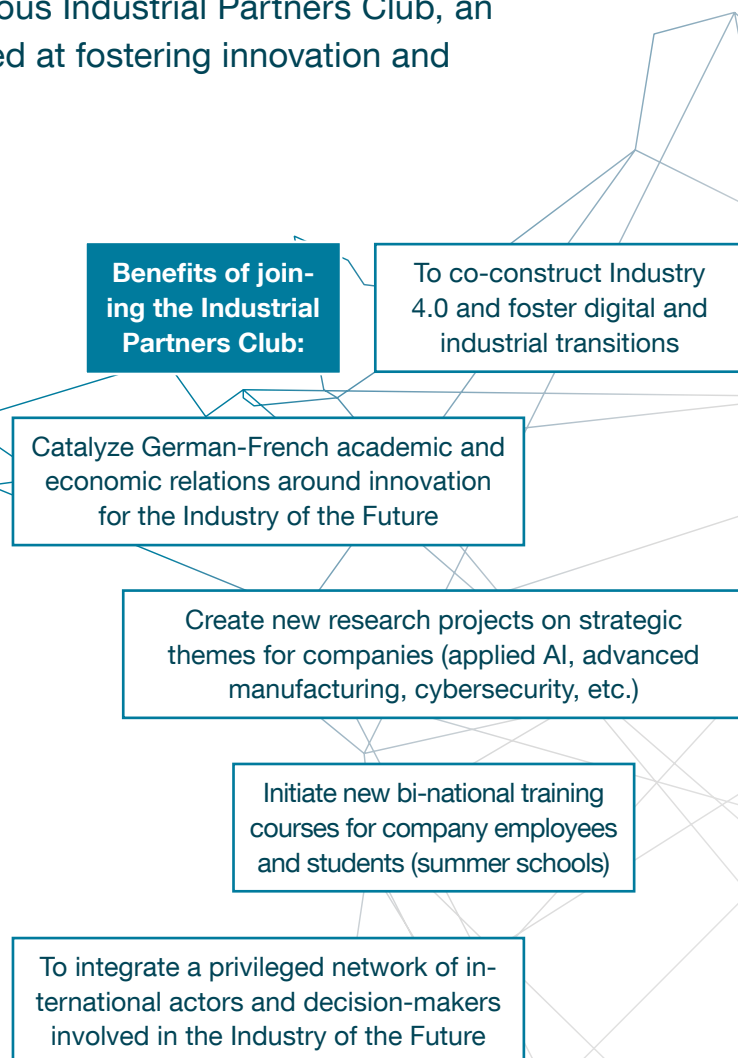 ous Industrial Partners Club, an
ed at fostering innovation and
Benefits of join-
ing the Industrial
Partners Club:
To co-construct Industry
4.0 and foster digital and
industrial transitions
Catalyze German-French academic and
economic relations around innovation
for the Industry of the Future
Create new research projects on strategic
themes for companies (applied AI, advanced
manufacturing, cybersecurity, etc.)
Initiate new bi-national training
courses for company employees
and students (summer schools)
To integrate a privileged network of in-
ternational actors and decision-makers
involved in the Industry of the Future